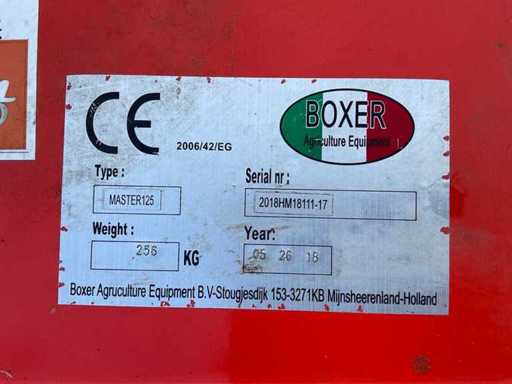 CE 2006/42/EG
BOXER
Agriculture Equipment
Type :
MASTER125
Serial nr :
2018HM18111-17
Weight :
256 KG
Year:
05 26 18
Boxer Agruculture Equipment B.V-Stougjesdijk 153-3271KB Mijnsheerenland-Holland